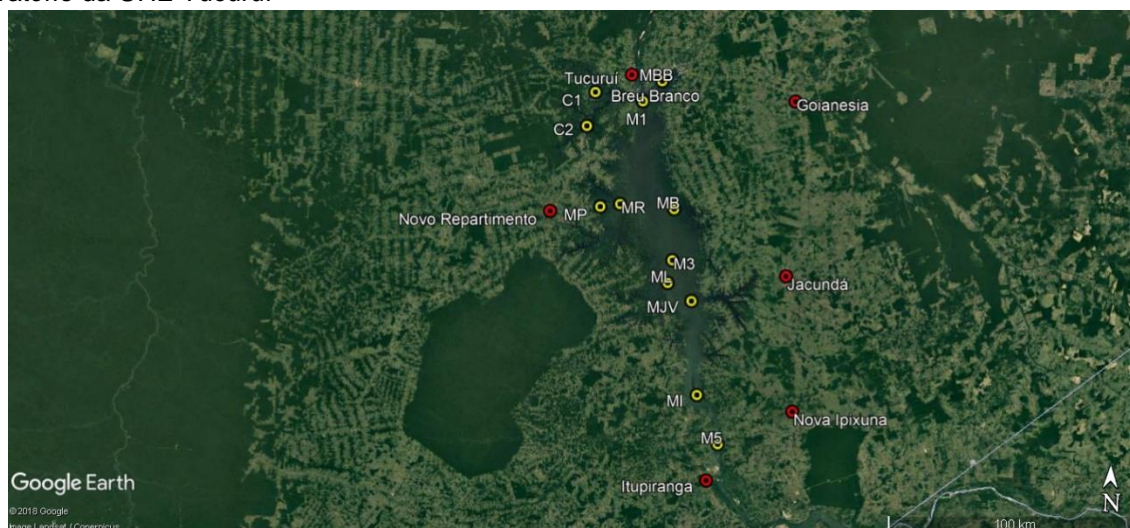 da UHE Tucuruí
Tucuruí
MBB
C1
Breu Branco
Goianesia
M1
C2
Novo Repartimento
MP
MR
MB
M3
ML
Jacundá
MJV
MI
Nova Ipixuna
M5
Itupiranga
Google Earth
N
©2018 Google
Image Landsat / Copernicus
100 km